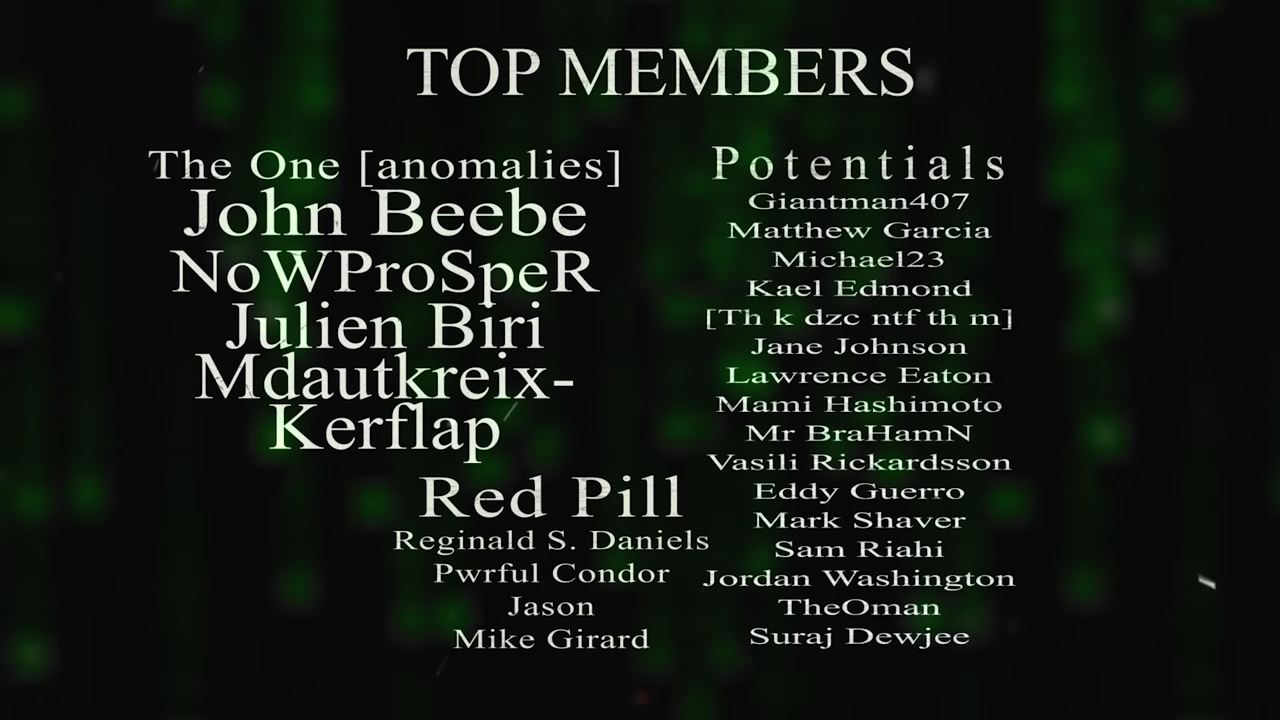 TOP MEMBERS
The One [anomalies]
John Beebe
NoWProSpeR
Julien Biri
Mdautkreix-
Kerflap
Red Pill
Reginald S. Daniels
Pwrful Condor
Jason
Mike Girard
Potentials
Giantman407
Matthew Garcia
Michael23
Kael Edmond
[Th k dzc ntf th m]
Jane Johnson
Lawrence Eaton
Mami Hashimoto
Mr BraHamN
Vasili Rickardsson
Eddy Guerro
Mark Shaver
Sam Riahi
Jordan Washington
TheOman
Suraj Dewjee